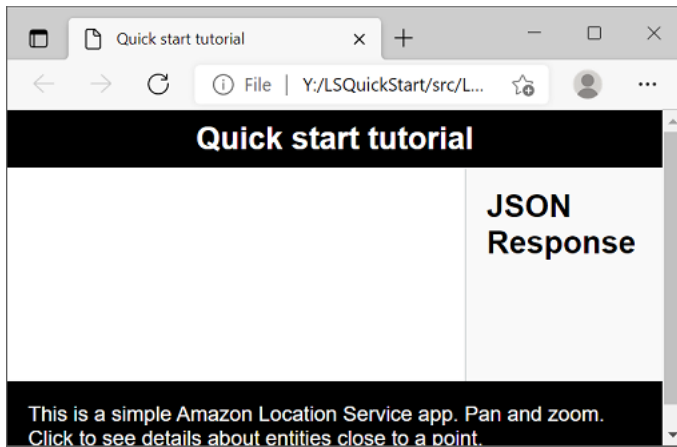 Quick start tutorial
File | Y:/LSQuickStart/src/L...
Quick start tutorial
JSON
Response
This is a simple Amazon Location Service app. Pan and zoom.
Click to see details about entities close to a point.